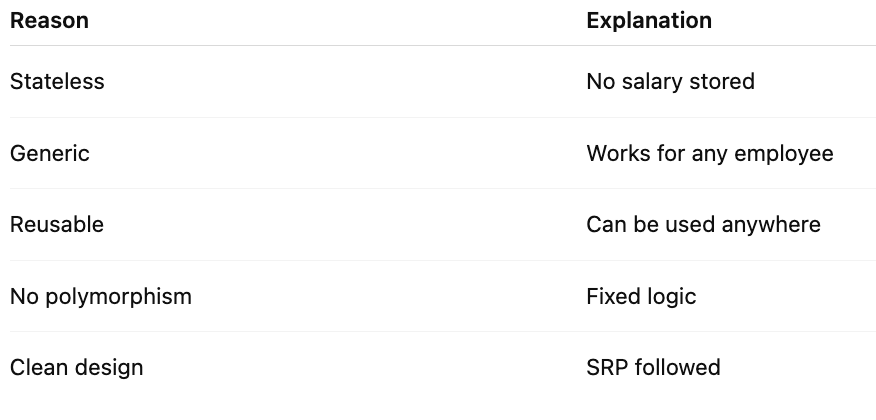 Reason Explanation
Stateless No salary stored
Generic Works for any employee
Reusable Can be used anywhere
No polymorphism Fixed logic
Clean design SRP followed